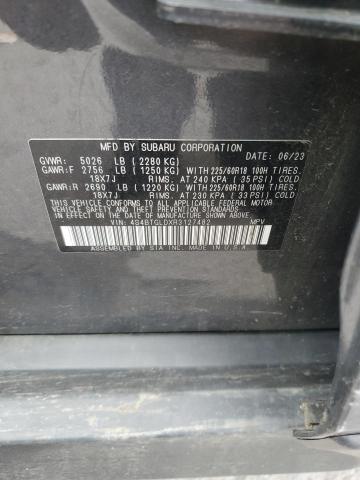 MFD BY SUBARU CORPORATION DATE: 06/23
GVWR: 5026 LB (2280 KG)
GAWR:F 2756 LB (1250 KG) WITH 225/60R18 100H TIRES.
18X7J RIMS. AT 240 KPA (35 PSI) COLD
GAWR:R 2690 LB (1220 KG) WITH 225/60R18 100H TIRES.
18X7J RIMS. AT 230 KPA (33 PSI) COLD
THIS VEHICLE CONFORMS TO ALL APPLICABLE FEDERAL MOTOR
VEHICLE SAFETY AND THEFT PREVENTION STANDARDS IN EFFECT
ON THE DATE OF MANUFACTURE SHOWN ABOVE.
VIN: 4S4BTGLDXR3127462 MPV
ASSEMBLED BY SIA INC. MADE IN U.S.A